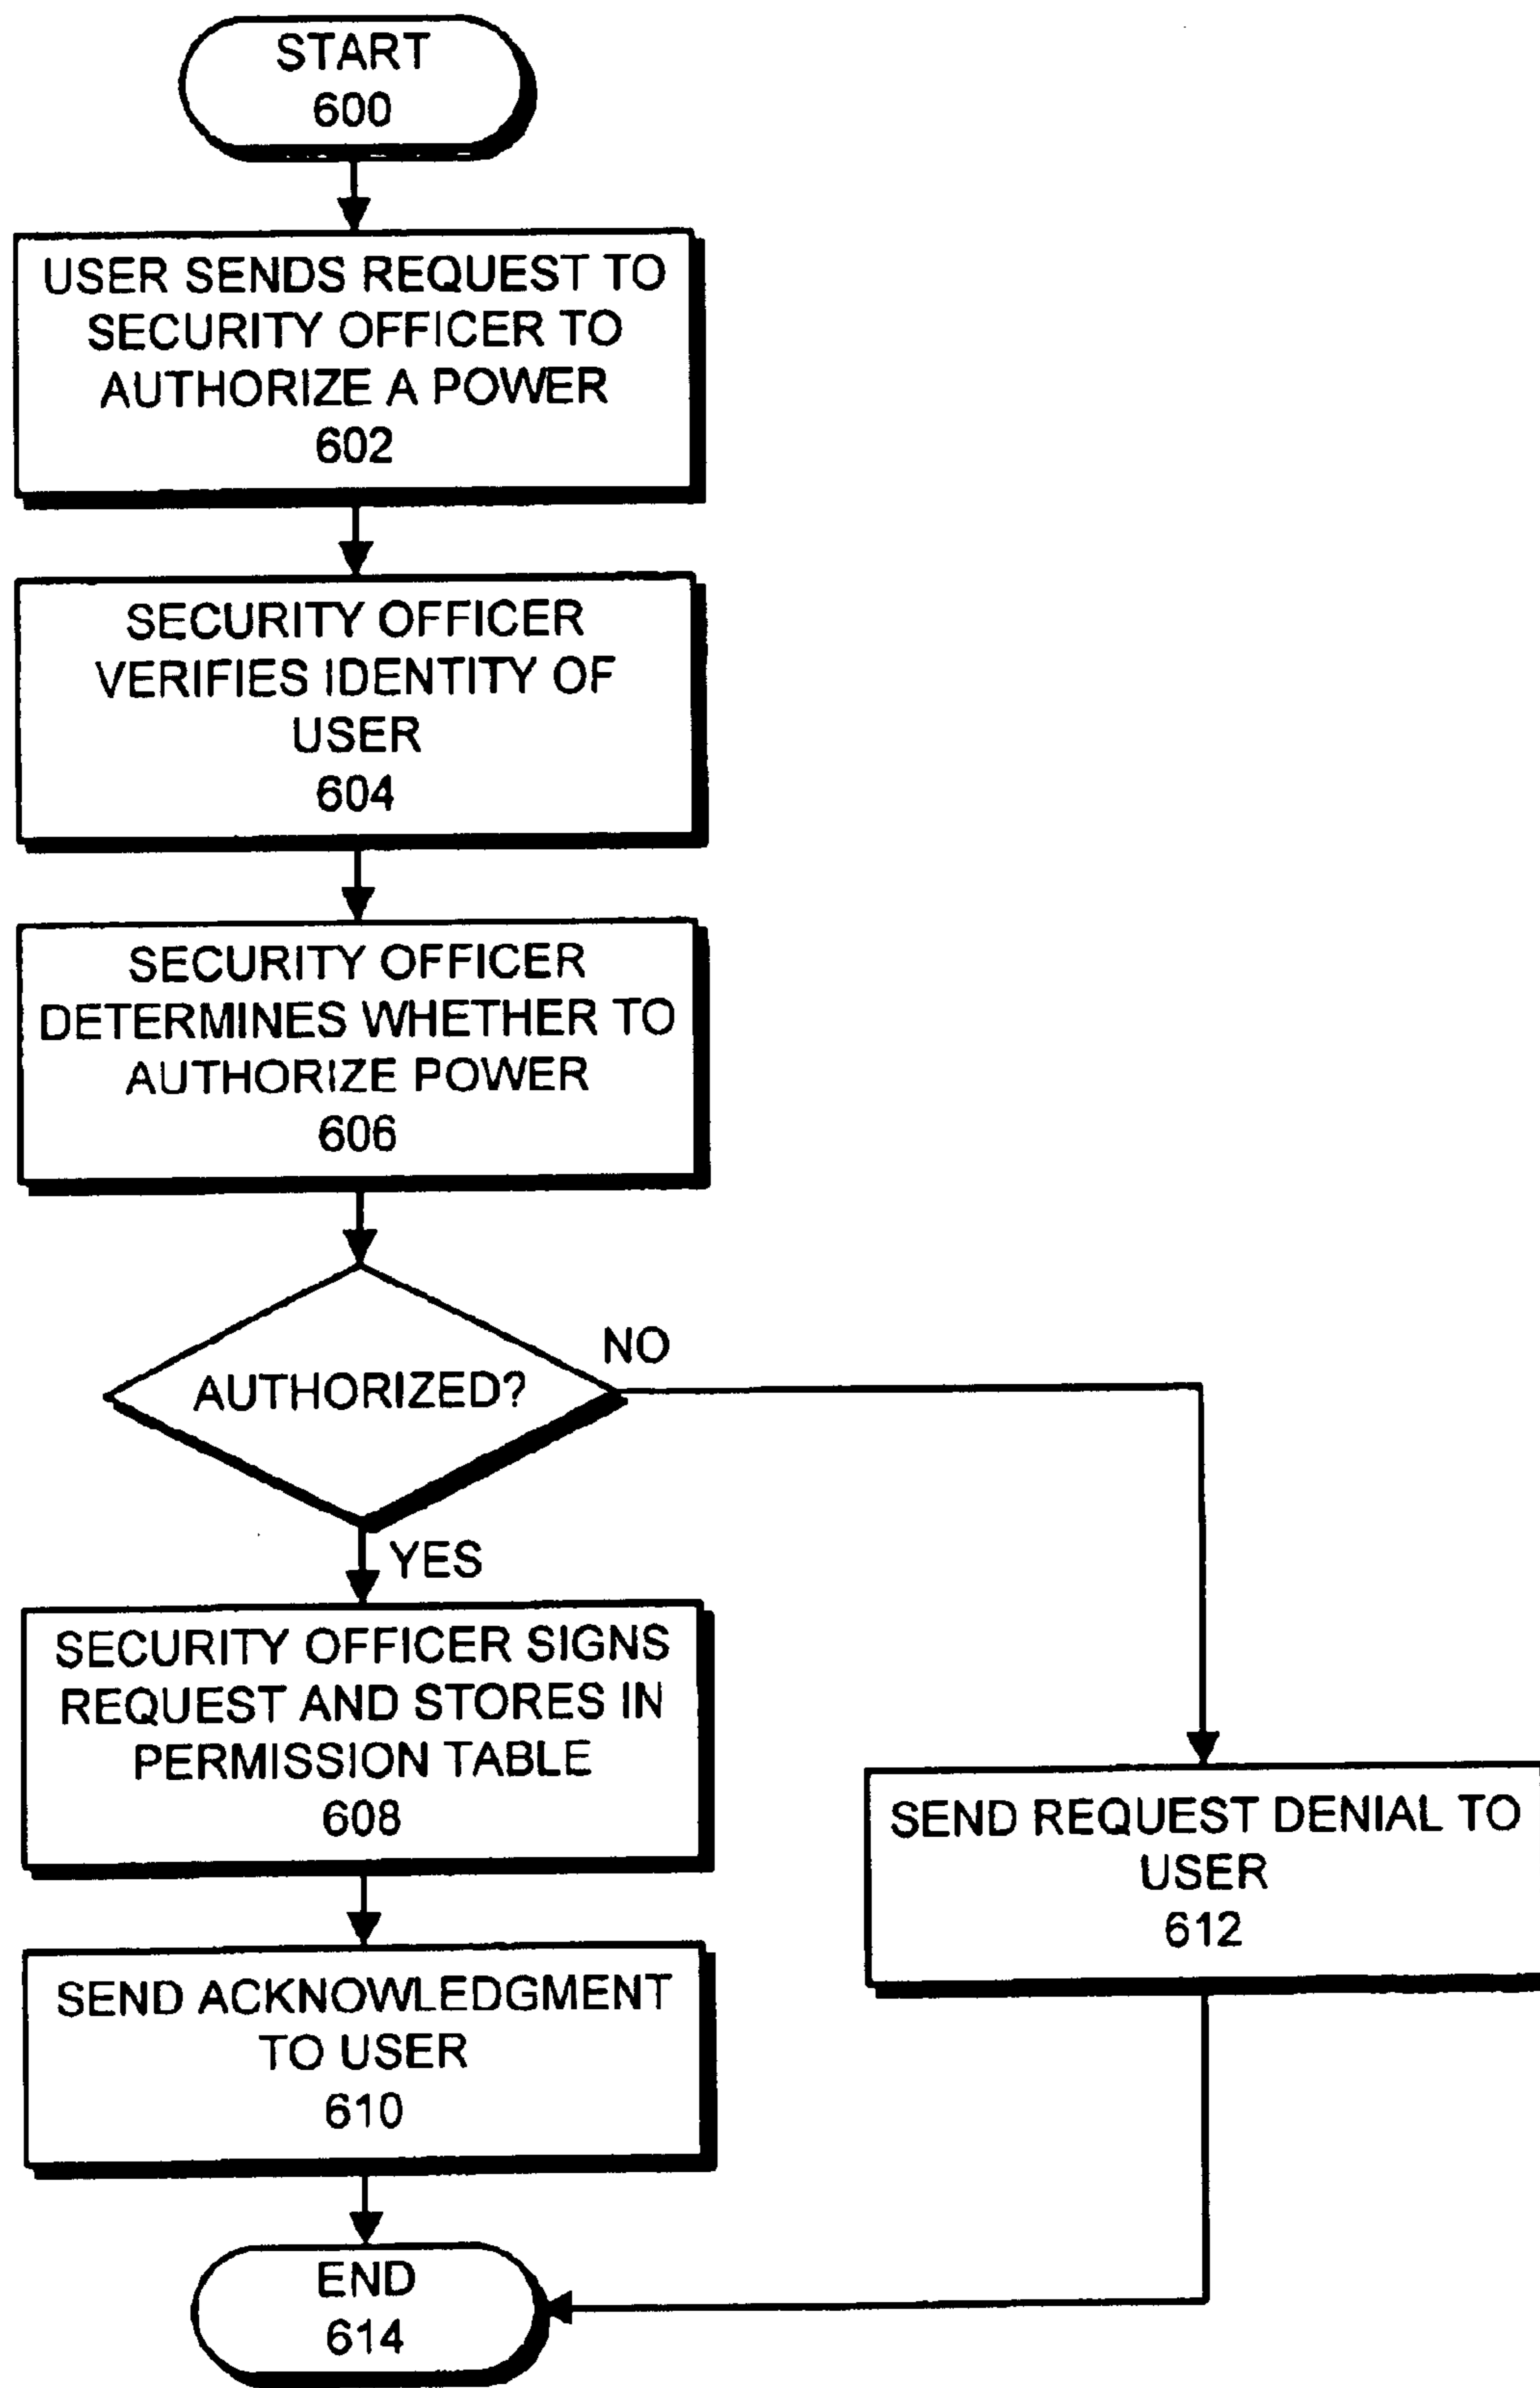 START
600
USER SENDS REQUEST TO
SECURITY OFFICER TO
AUTHORIZE A POWER
602
SECURITY OFFICER
VERIFIES IDENTITY OF
USER
604
SECURITY OFFICER
DETERMINES WHETHER TO
AUTHORIZE POWER
606
AUTHORIZED?
NO
YES
SECURITY OFFICER SIGNS
REQUEST AND STORES IN
PERMISSION TABLE
608
SEND REQUEST DENIAL TO
USER
612
SEND ACKNOWLEDGMENT
TO USER
610
END
614